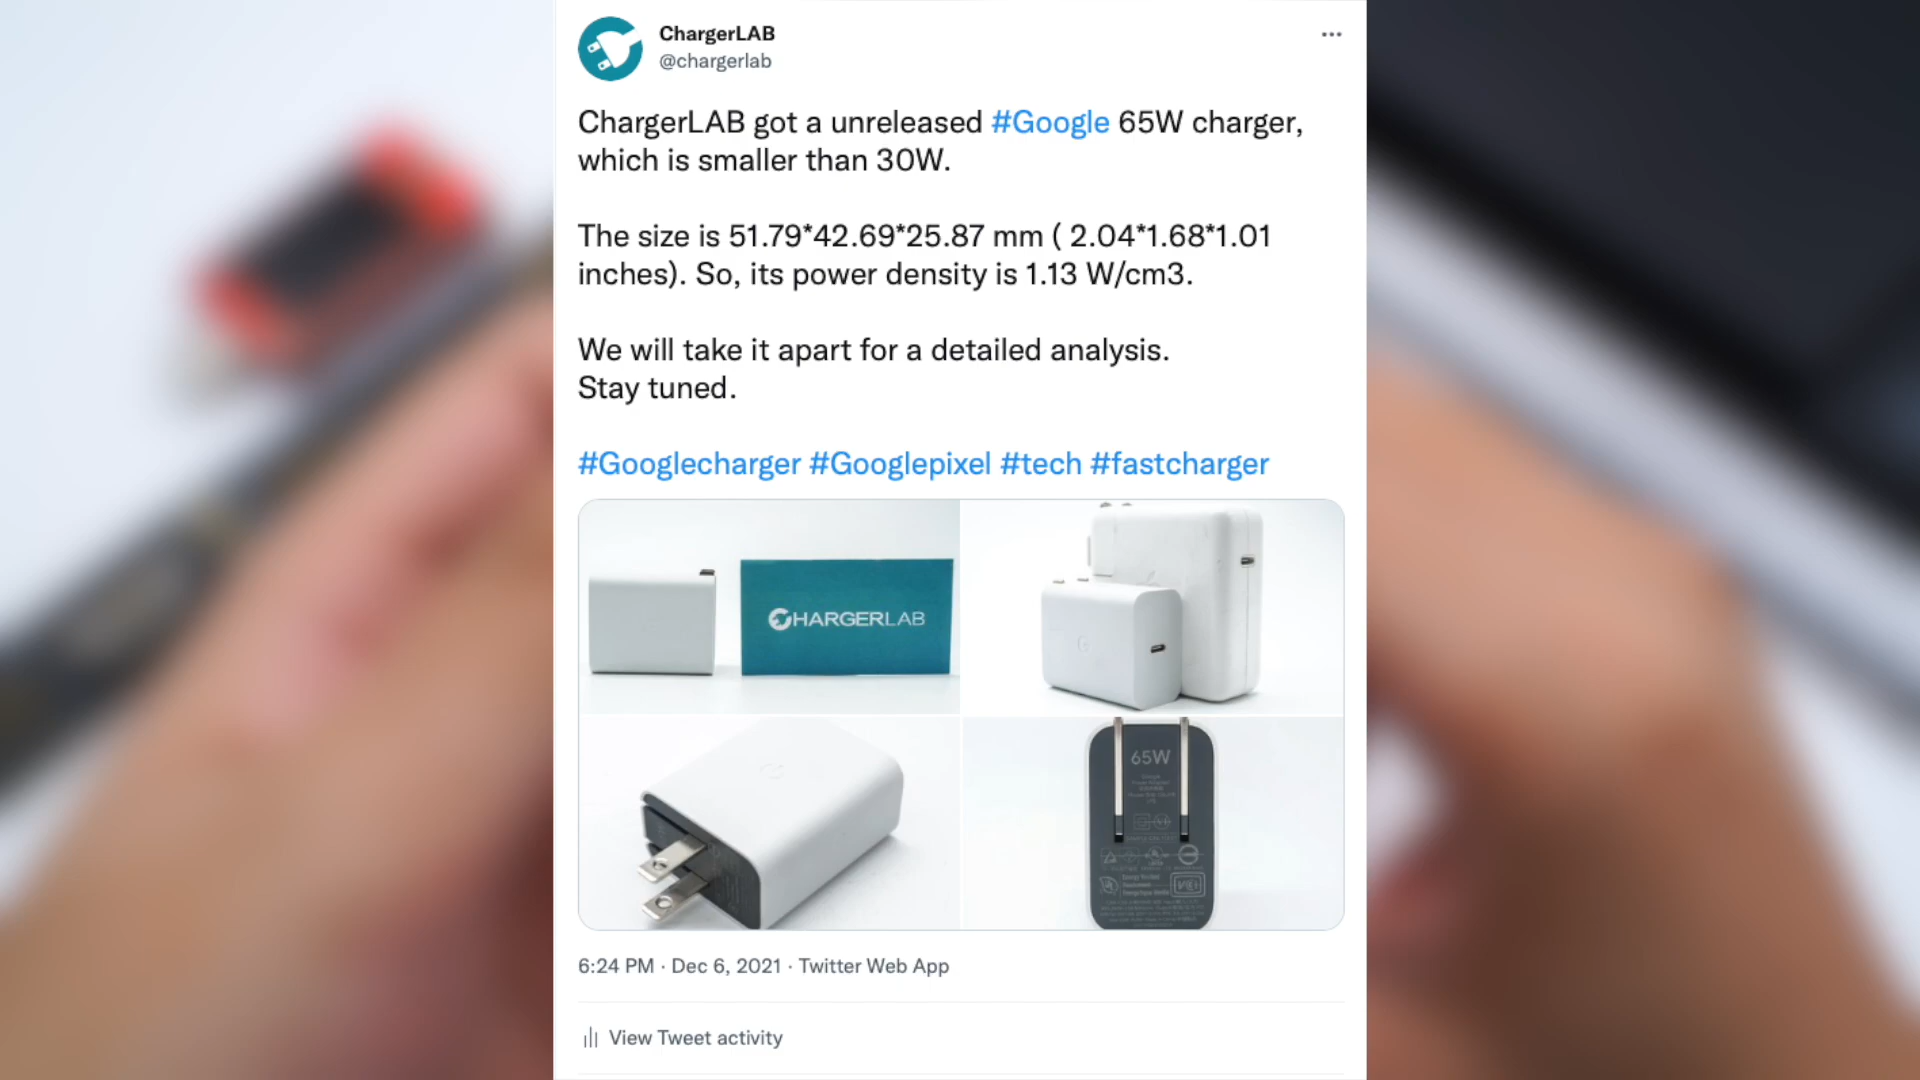 ChargerLAB
@chargerlab
ChargerLAB got a unreleased #Google 65W charger,
which is smaller than 30W.
The size is 51.79*42.69*25.87 mm ( 2.04*1.68*1.01
inches). So, its power density is 1.13 W/cm3.
We will take it apart for a detailed analysis.
Stay tuned.
#Googlecharger #Googlepixel #tech #fastcharger
CHARGERLAB
65W
6:24 PM · Dec 6, 2021 · Twitter Web App
View Tweet activity